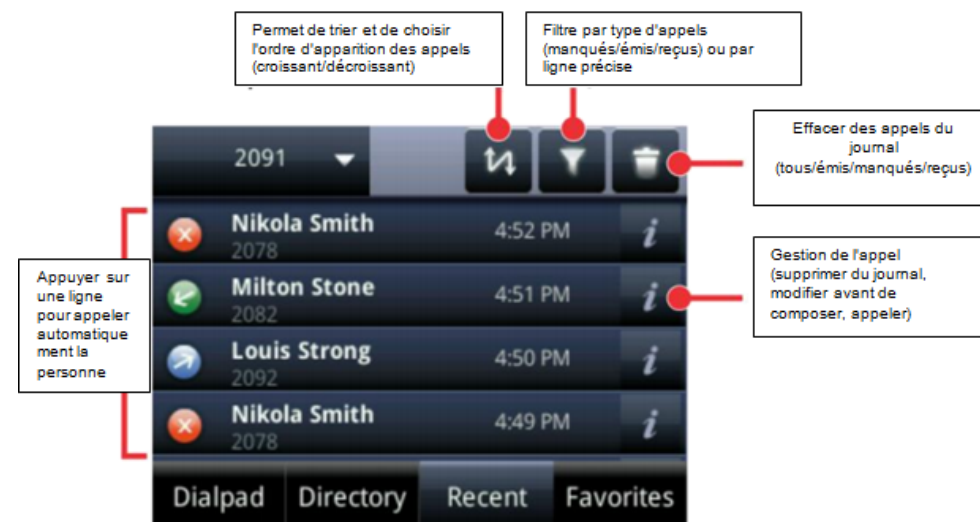 Permet de trier et de choisir
l'ordre d'apparition des appels
(croissant/décroissant)
Filtre par type d'appels
(manqués/émis/reçus) ou par
ligne précise
Effacer des appels du
journal
(tous/émis/manqués/reçus)
2091
Nikola Smith 4:52 PM i
2078
Milton Stone 4:51 PM i
2082
Louis Strong 4:50 PM i
2092
Nikola Smith 4:49 PM i
2078
Gestion de l'appel
(supprimer du journal,
modifier avant de
composer, appeler)
Appuyer sur
une ligne
pour appeler
automatique
ment la
personne
Dialpad Directory Recent Favorites